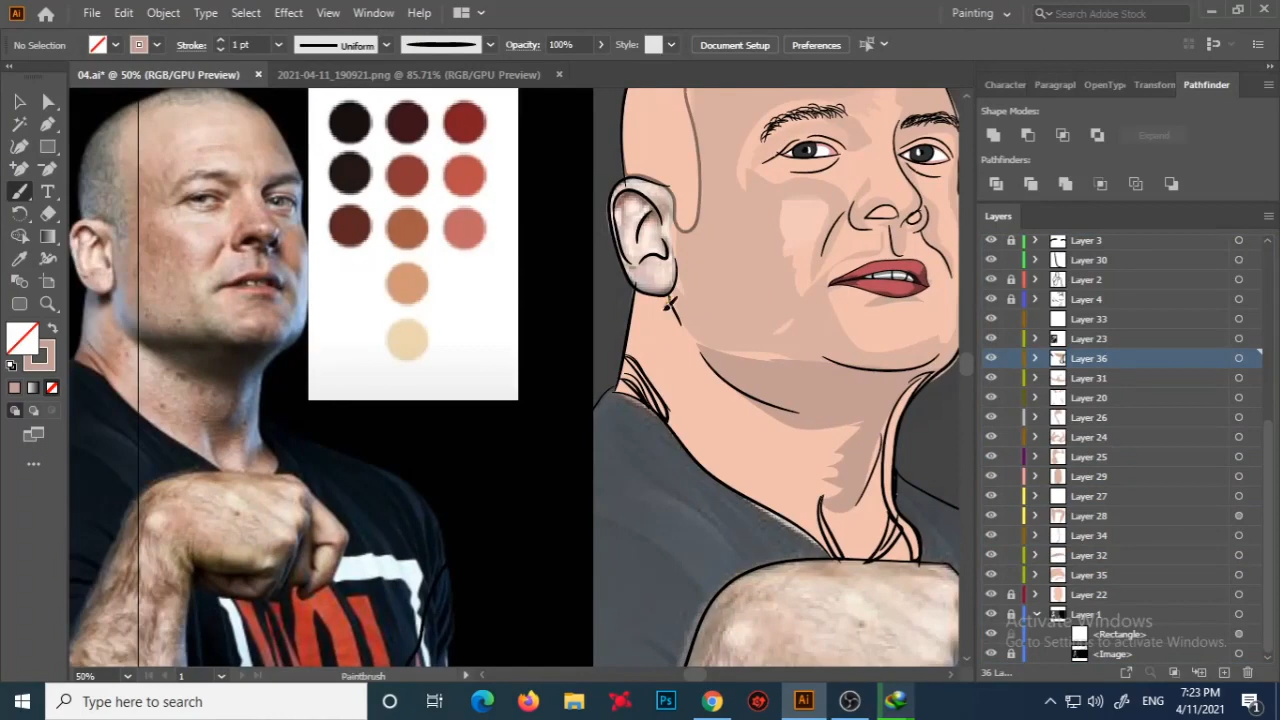 Ai File Edit Object Type Select Effect View Window Help Painting Search Adobe Stock
No Selection Stroke: 1 pt Uniform Opacity: 100% Style: Document Setup Preferences
04.ai* @ 50% (RGB/GPU Preview) × 2021-04-11_190921.png @ 85.71% (RGB/GPU Preview) ×
Character Paragrap OpenType Transform Pathfinder
Shape Modes:
Expand
Pathfinders:
Layers
Layer 3
Layer 30
Layer 2
Layer 4
Layer 33
Layer 23
Layer 36
Layer 31
Layer 20
Layer 26
Layer 24
Layer 25
Layer 29
Layer 27
Layer 28
Layer 34
Layer 32
Layer 35
Layer 22
Layer 1
Activate Windows
<Rectangle>
Go to Settings to activate Windows.
<Image>
50% 1 Paintbrush 36 La...
Type here to search Ps Ai ENG 7:23 PM
4/11/2021 1